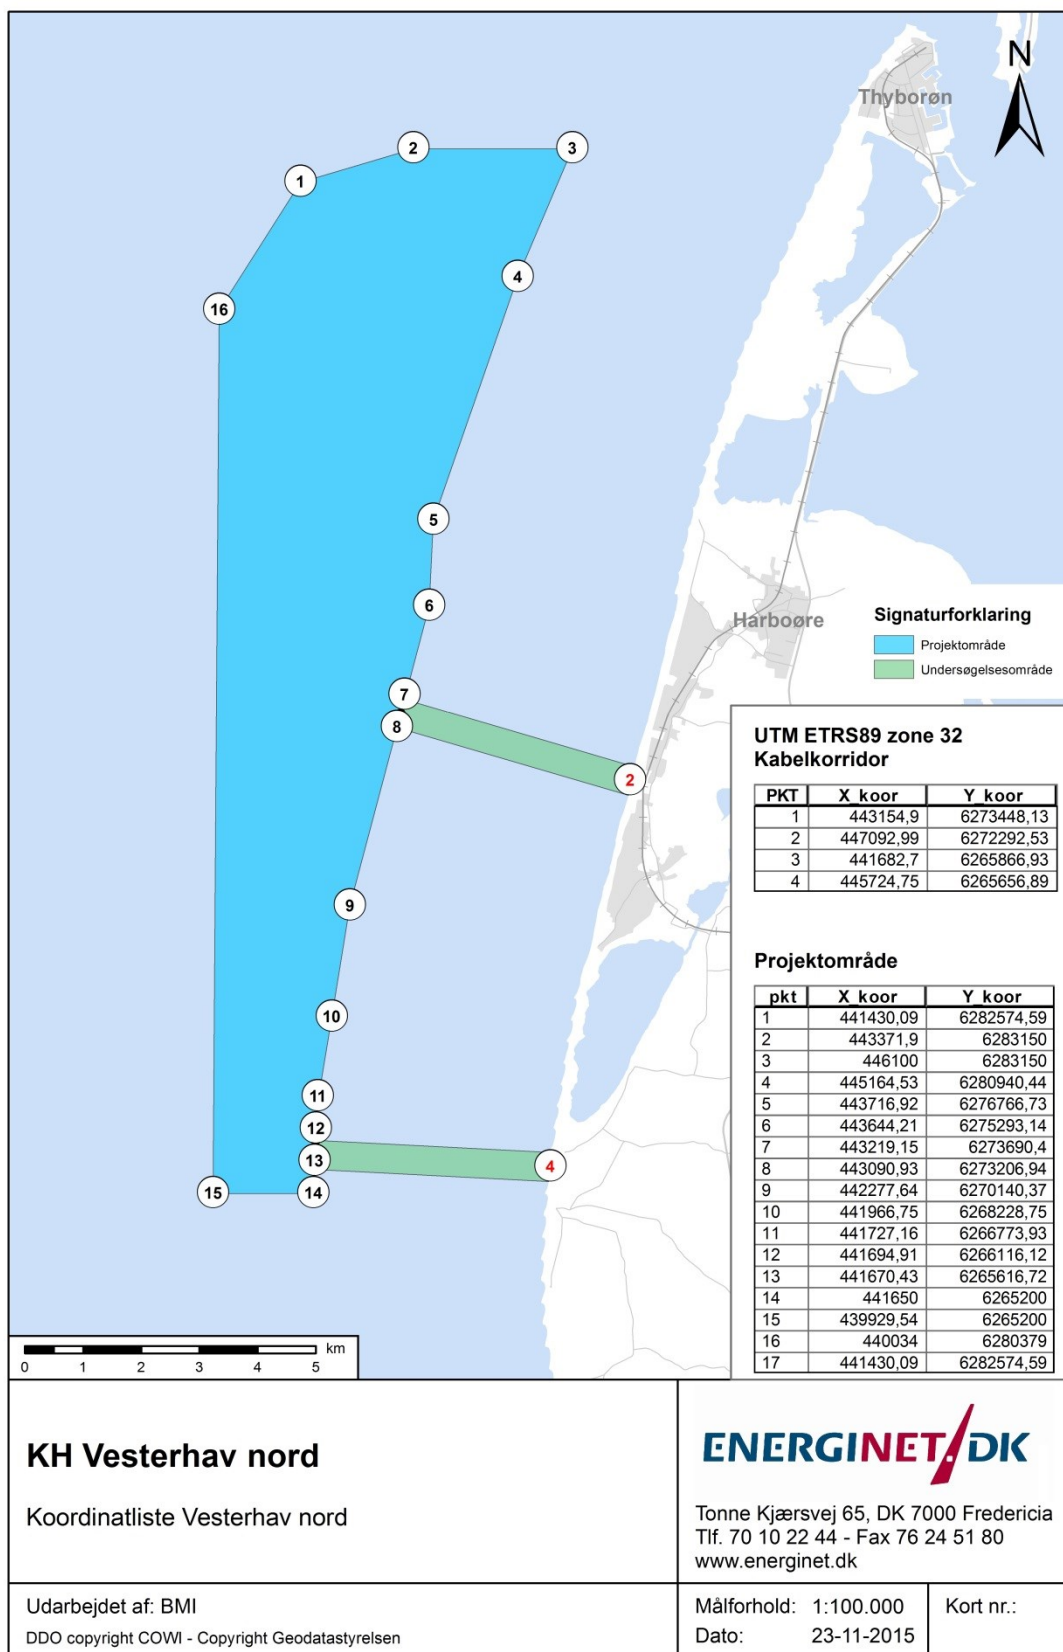 N
Thyborøn
1
2
3
4
16
5
6
7
8
2
9
10
11
12
13
4
15
14
Harboøre
Signaturforklaring
Projektområde
Undersøgelsesområde
UTM ETRS89 zone 32
Kabelkorridor
PKT X_koor Y_koor
1 443154,9 6273448,13
2 447092,99 6272292,53
3 441682,7 6265866,93
4 445724,75 6265656,89
Projektområde
pkt X_koor Y_koor
1 441430,09 6282574,59
2 443371,9 6283150
3 446100 6283150
4 445164,53 6280940,44
5 443716,92 6276766,73
6 443644,21 6275293,14
7 443219,15 6273690,4
8 443090,93 6273206,94
9 442277,64 6270140,37
10 441966,75 6268228,75
11 441727,16 6266773,93
12 441694,91 6266116,12
13 441670,43 6265616,72
14 441650 6265200
15 439929,54 6265200
16 440034 6280379
17 441430,09 6282574,59
km
0 1 2 3 4 5
KH Vesterhav nord
Koordinatliste Vesterhav nord
ENERGINET/DK
Tonne Kjærsvej 65, DK 7000 Fredericia
Tlf. 70 10 22 44 - Fax 76 24 51 80
www.energinet.dk
Udarbejdet af: BMI
DDO copyright COWI - Copyright Geodatastyrelsen
Målforhold: 1:100.000
Dato: 23-11-2015
Kort nr.: